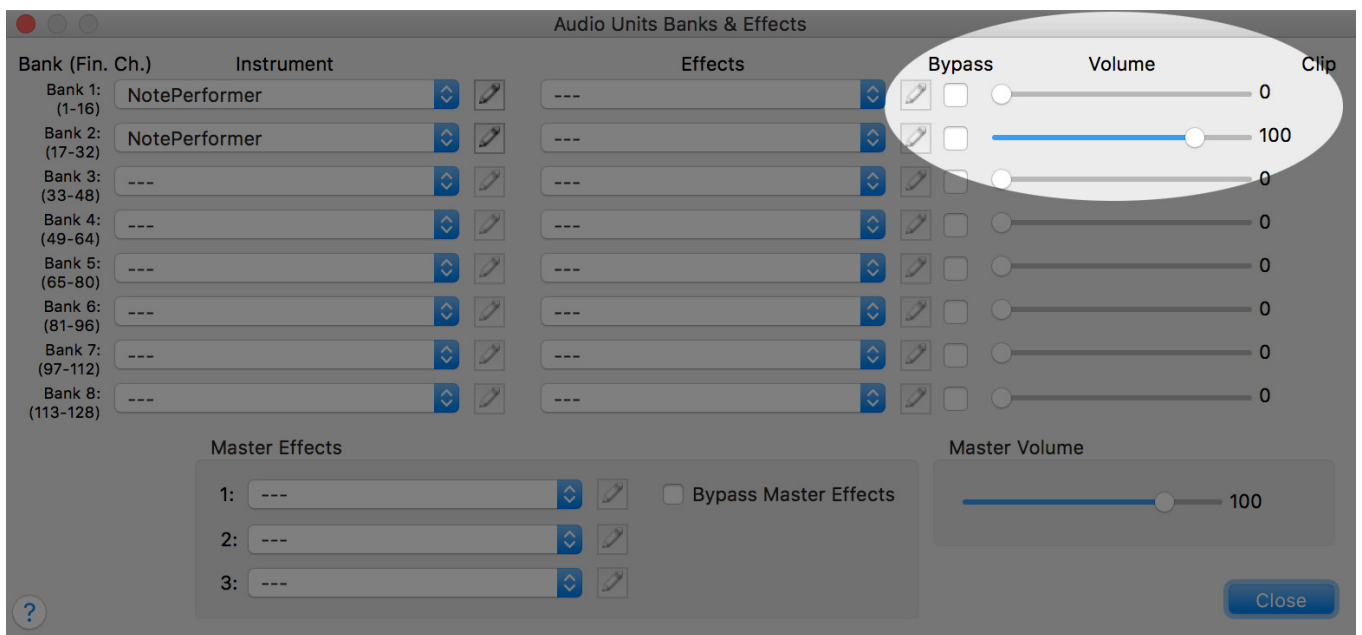 Audio Units Banks & Effects
Bank (Fin. Ch.) Instrument Effects Bypass Volume Clip
Bank 1: NotePerformer --- 0
(1-16)
Bank 2: NotePerformer --- 100
(17-32)
Bank 3: --- --- 0
(33-48)
Bank 4: --- --- 0
(49-64)
Bank 5: --- --- 0
(65-80)
Bank 6: --- --- 0
(81-96)
Bank 7: --- --- 0
(97-112)
Bank 8: --- --- 0
(113-128)
Master Effects Master Volume
1: --- Bypass Master Effects 100
2: ---
3: ---
? Close